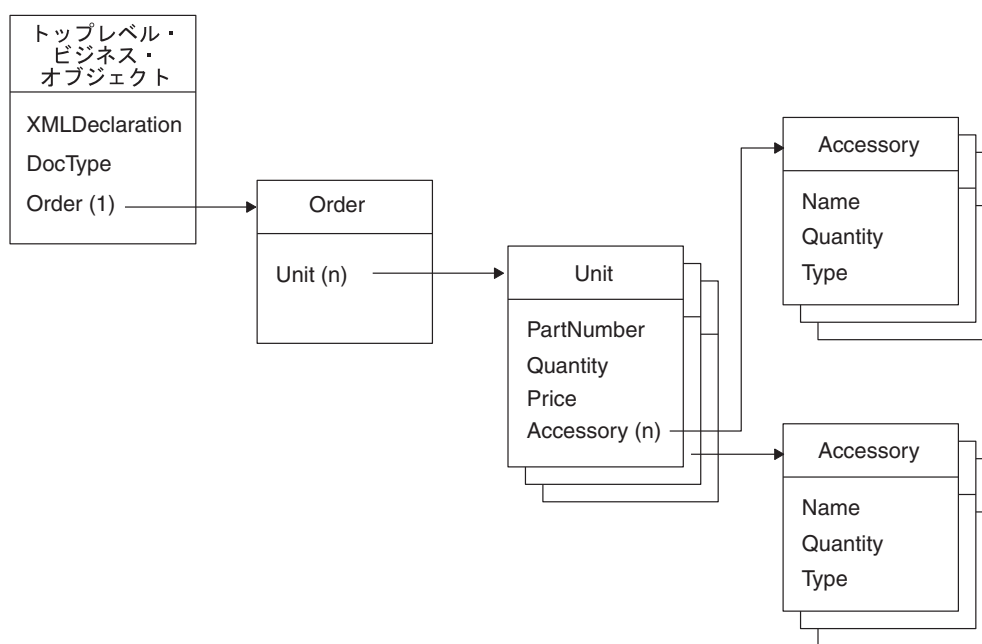 トップレベル・
ビジネス・
オブジェクト
XMLDeclaration
DocType
Order (1)
Order
Unit (n)
Unit
PartNumber
Quantity
Price
Accessory (n)
Accessory
Name
Quantity
Type
Accessory
Name
Quantity
Type